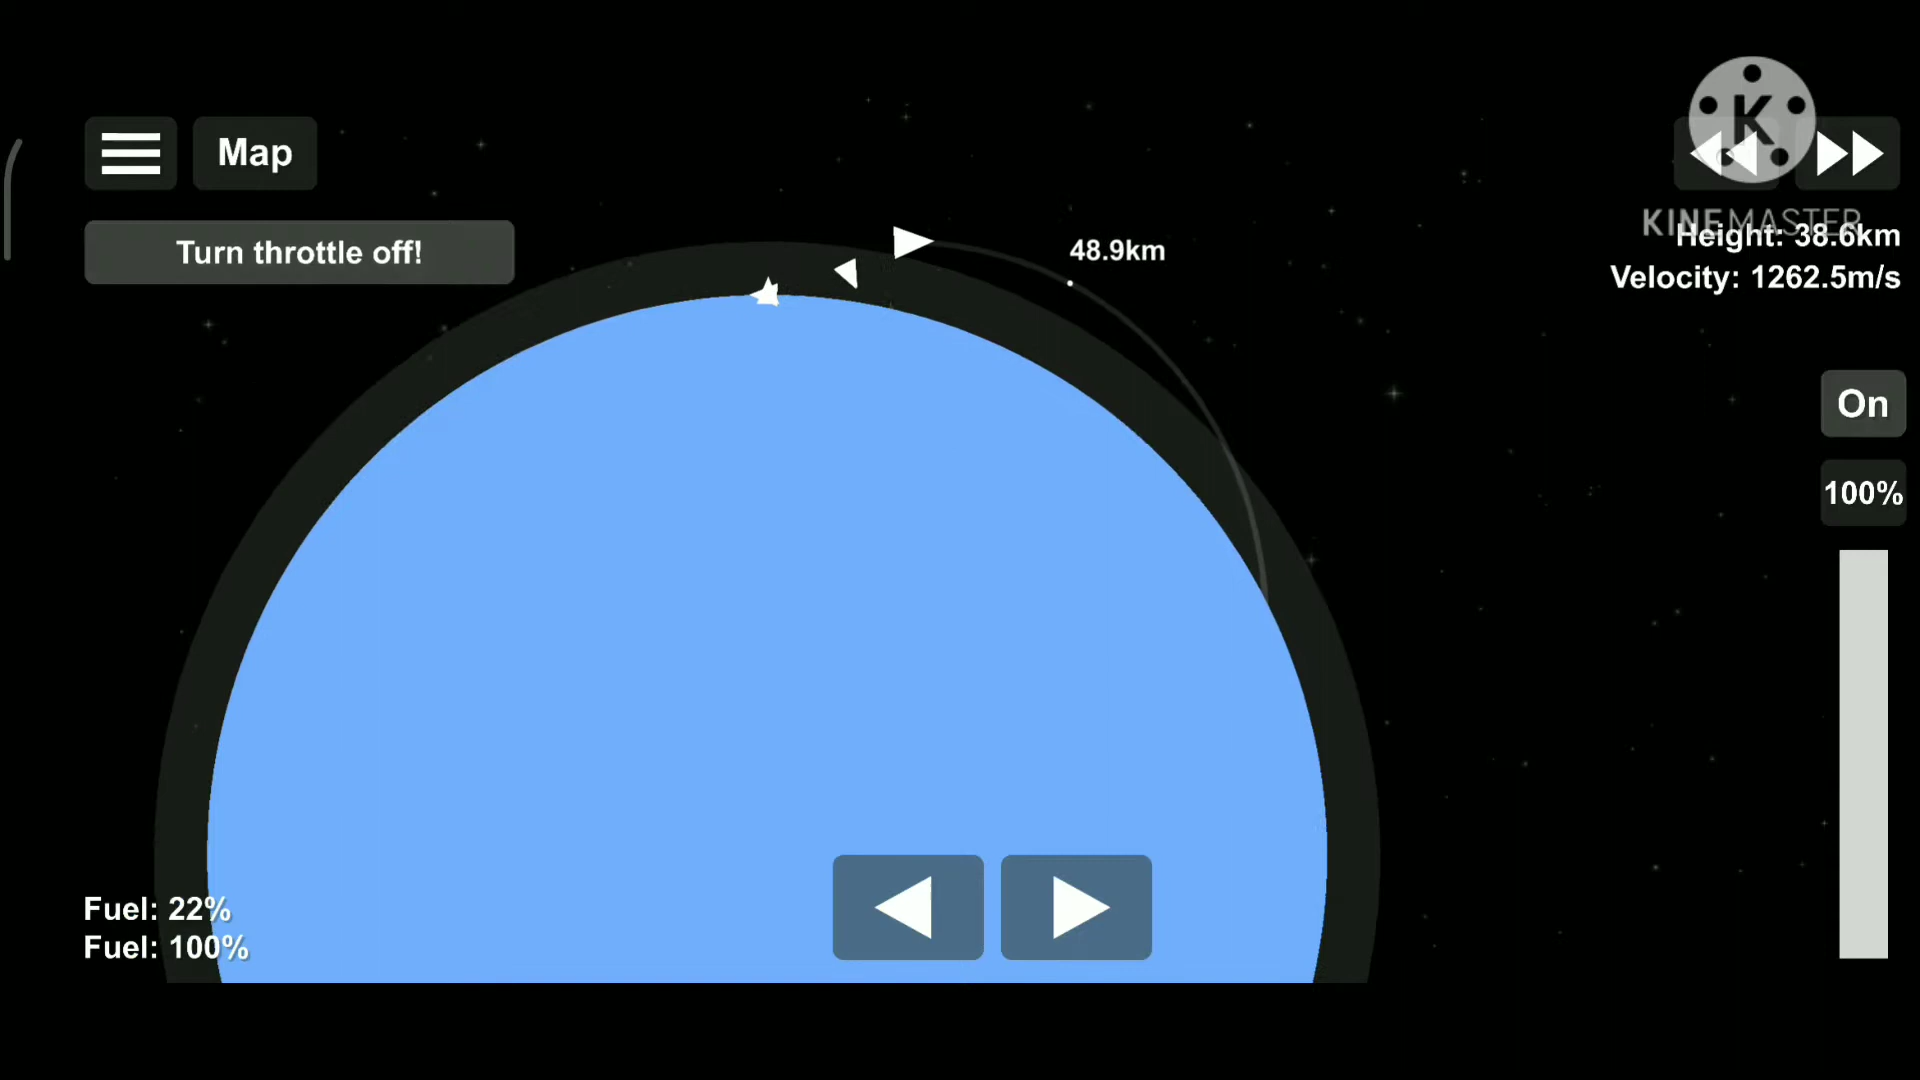 Map
K
KINEMASTER
Turn throttle off!
48.9km
Height: 38.6km
Velocity: 1262.5m/s
On
100%
Fuel: 22%
Fuel: 100%